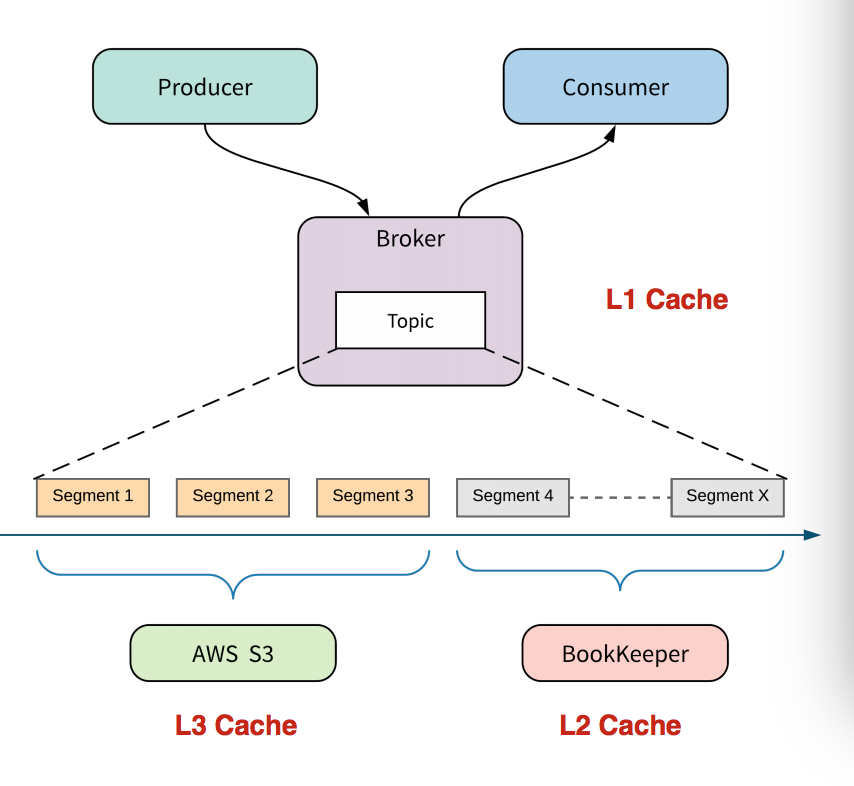 Producer
Consumer
Broker
L1 Cache
Topic
Segment 1
Segment 2
Segment 3
Segment 4
Segment X
AWS S3
BookKeeper
L3 Cache
L2 Cache